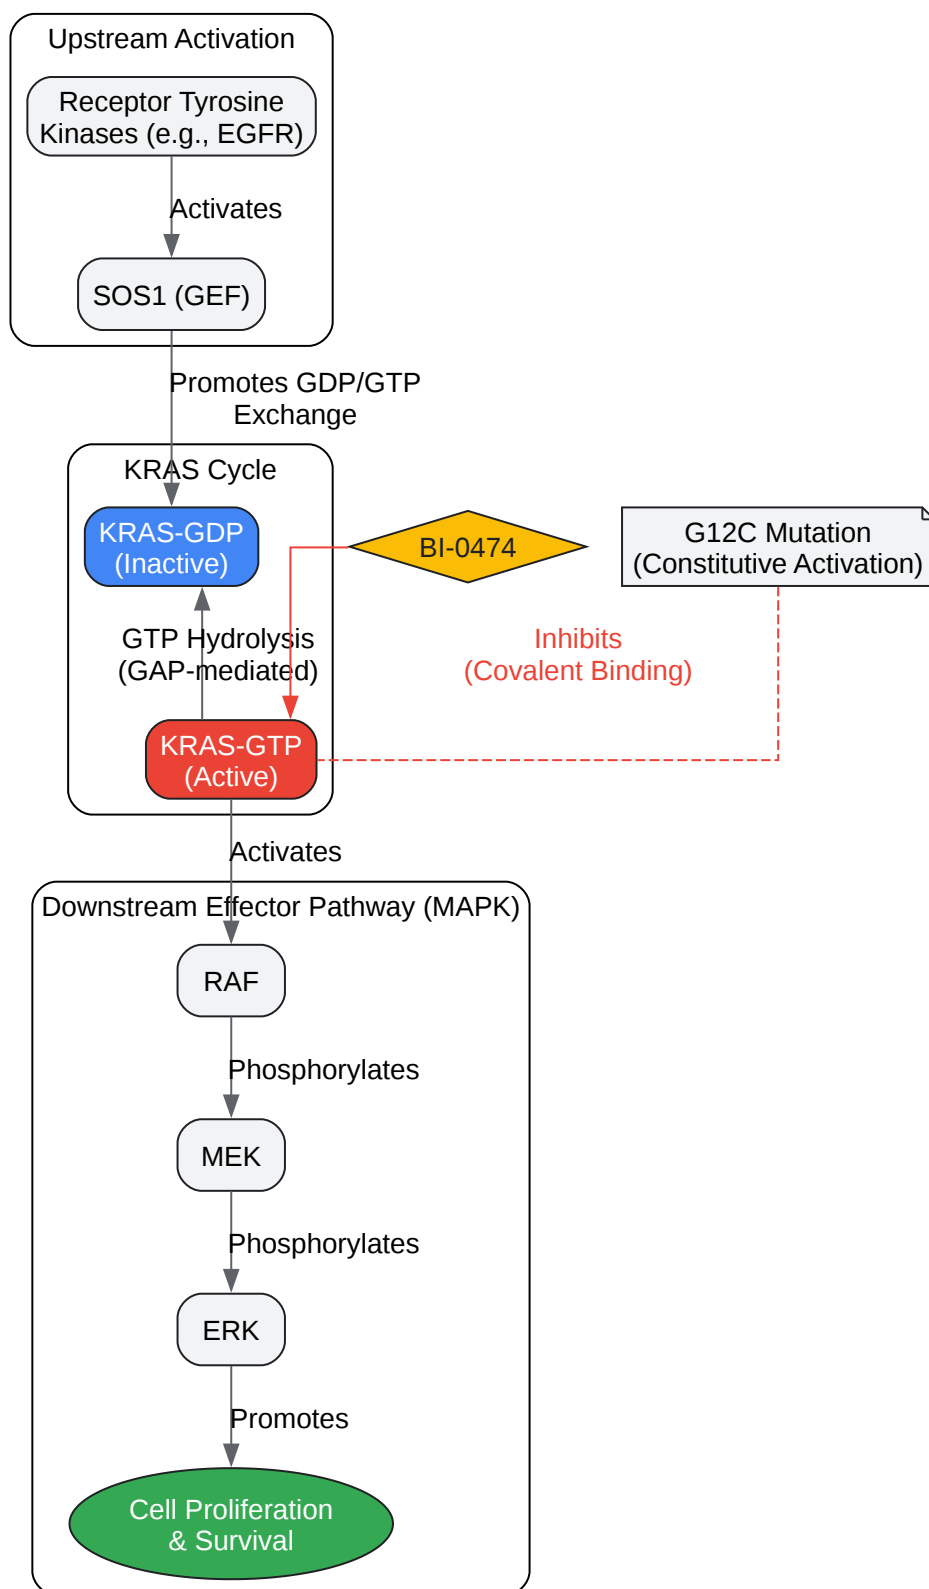 Upstream Activation
Receptor Tyrosine
Kinases (e.g., EGFR)
Activates
SOS1 (GEF)
Promotes GDP/GTP
Exchange
KRAS Cycle
KRAS-GDP
(Inactive)
BI-0474
G12C Mutation
(Constitutive Activation)
GTP Hydrolysis
(GAP-mediated)
Inhibits
(Covalent Binding)
KRAS-GTP
(Active)
Activates
Downstream Effector Pathway (MAPK)
RAF
Phosphorylates
MEK
Phosphorylates
ERK
Promotes
Cell Proliferation
& Survival